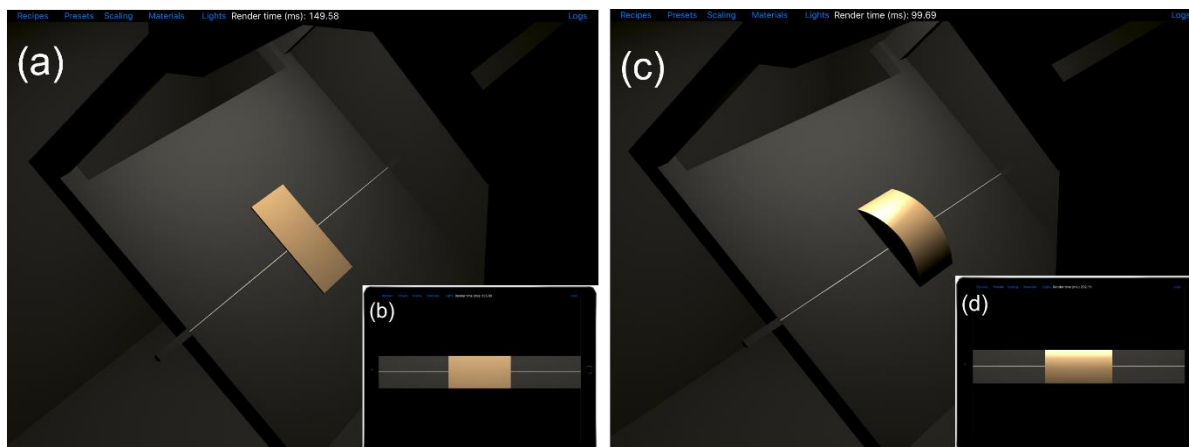 Recipes Presets Scaling Materials Lights Render time (ms): 149.58
(a)
(b)
Recipes Presets Scaling Materials Lights Render time (ms): 99.69 Logs
(c)
(d)